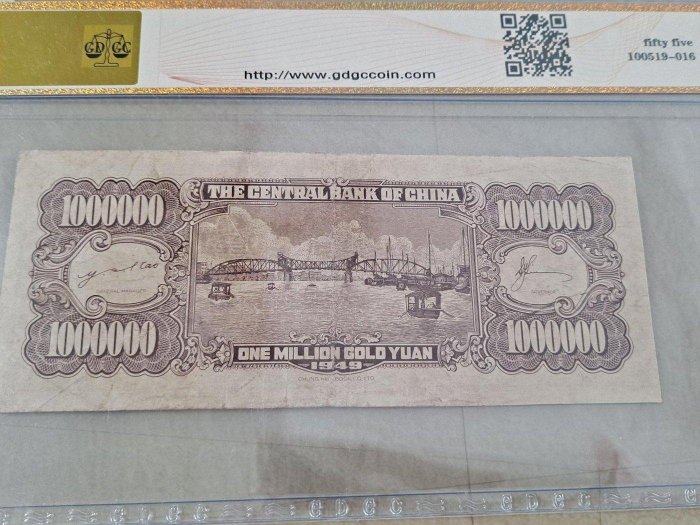 GDGC
http://www.gdgccoin.com
fifty five
100519-016
THE CENTRAL BANK OF CHINA
1000000
1000000
GENERAL MANAGER
GOVERNOR
1000000
1000000
ONE MILLION GOLD YUAN
1949
GDGC GDGC